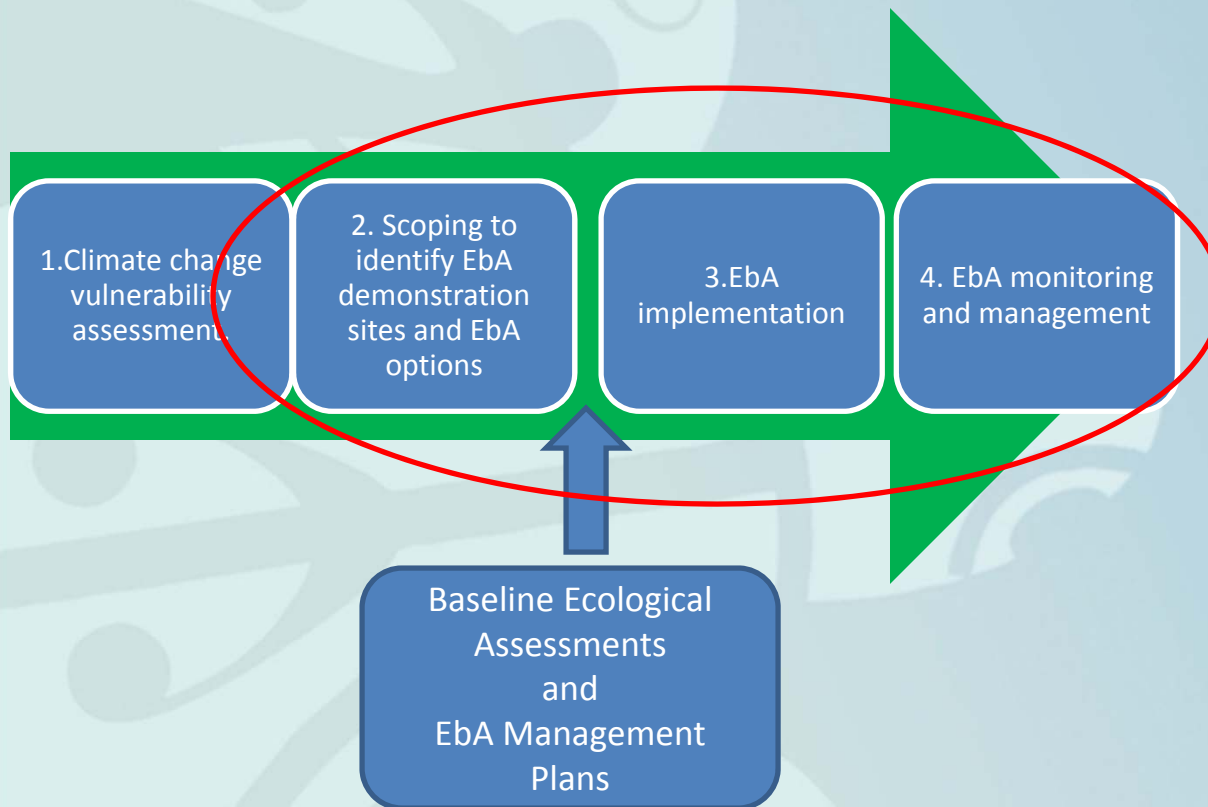 1.Climate change
vulnerability
assessment.
2. Scoping to
identify EbA
demonstration
sites and EbA
options
3.EbA
implementation
4. EbA monitoring
and management
Baseline Ecological
Assessments
and
EbA Management
Plans